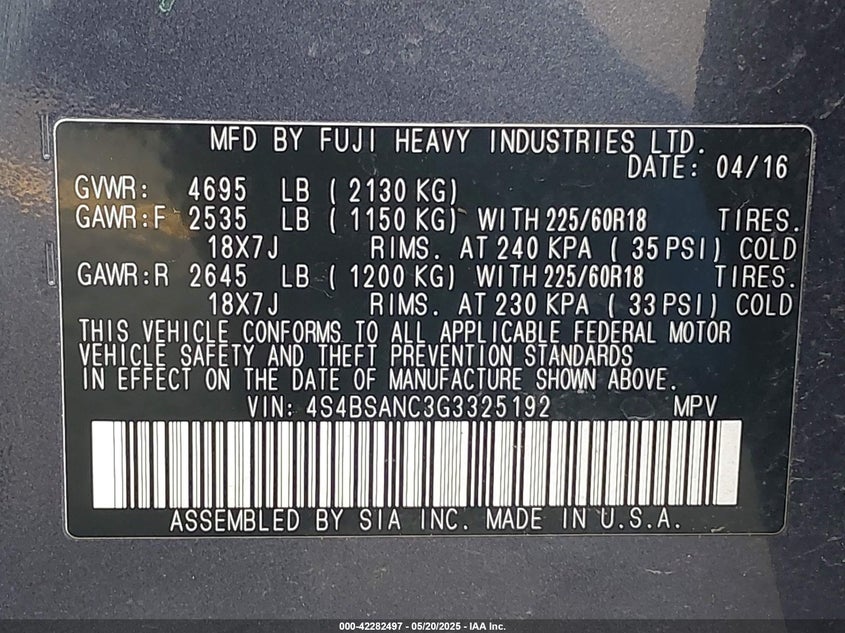 MFD BY FUJI HEAVY INDUSTRIES LTD.
DATE: 04/16
GVWR: 4695 LB ( 2130 KG)
GAWR:F 2535 LB ( 1150 KG) WITH 225/60R18 TIRES.
18X7J RIMS. AT 240 KPA ( 35 PSI) COLD
GAWR:R 2645 LB ( 1200 KG) WITH 225/60R18 TIRES.
18X7J RIMS. AT 230 KPA ( 33 PSI) COLD
THIS VEHICLE CONFORMS TO ALL APPLICABLE FEDERAL MOTOR
VEHICLE SAFETY AND THEFT PREVENTION STANDARDS
IN EFFECT ON THE DATE OF MANUFACTURE SHOWN ABOVE.
VIN: 4S4BSANC3G3325192 MPV
ASSEMBLED BY SIA INC. MADE IN U.S.A.
000-42282497 - 05/20/2025 - IAA Inc.